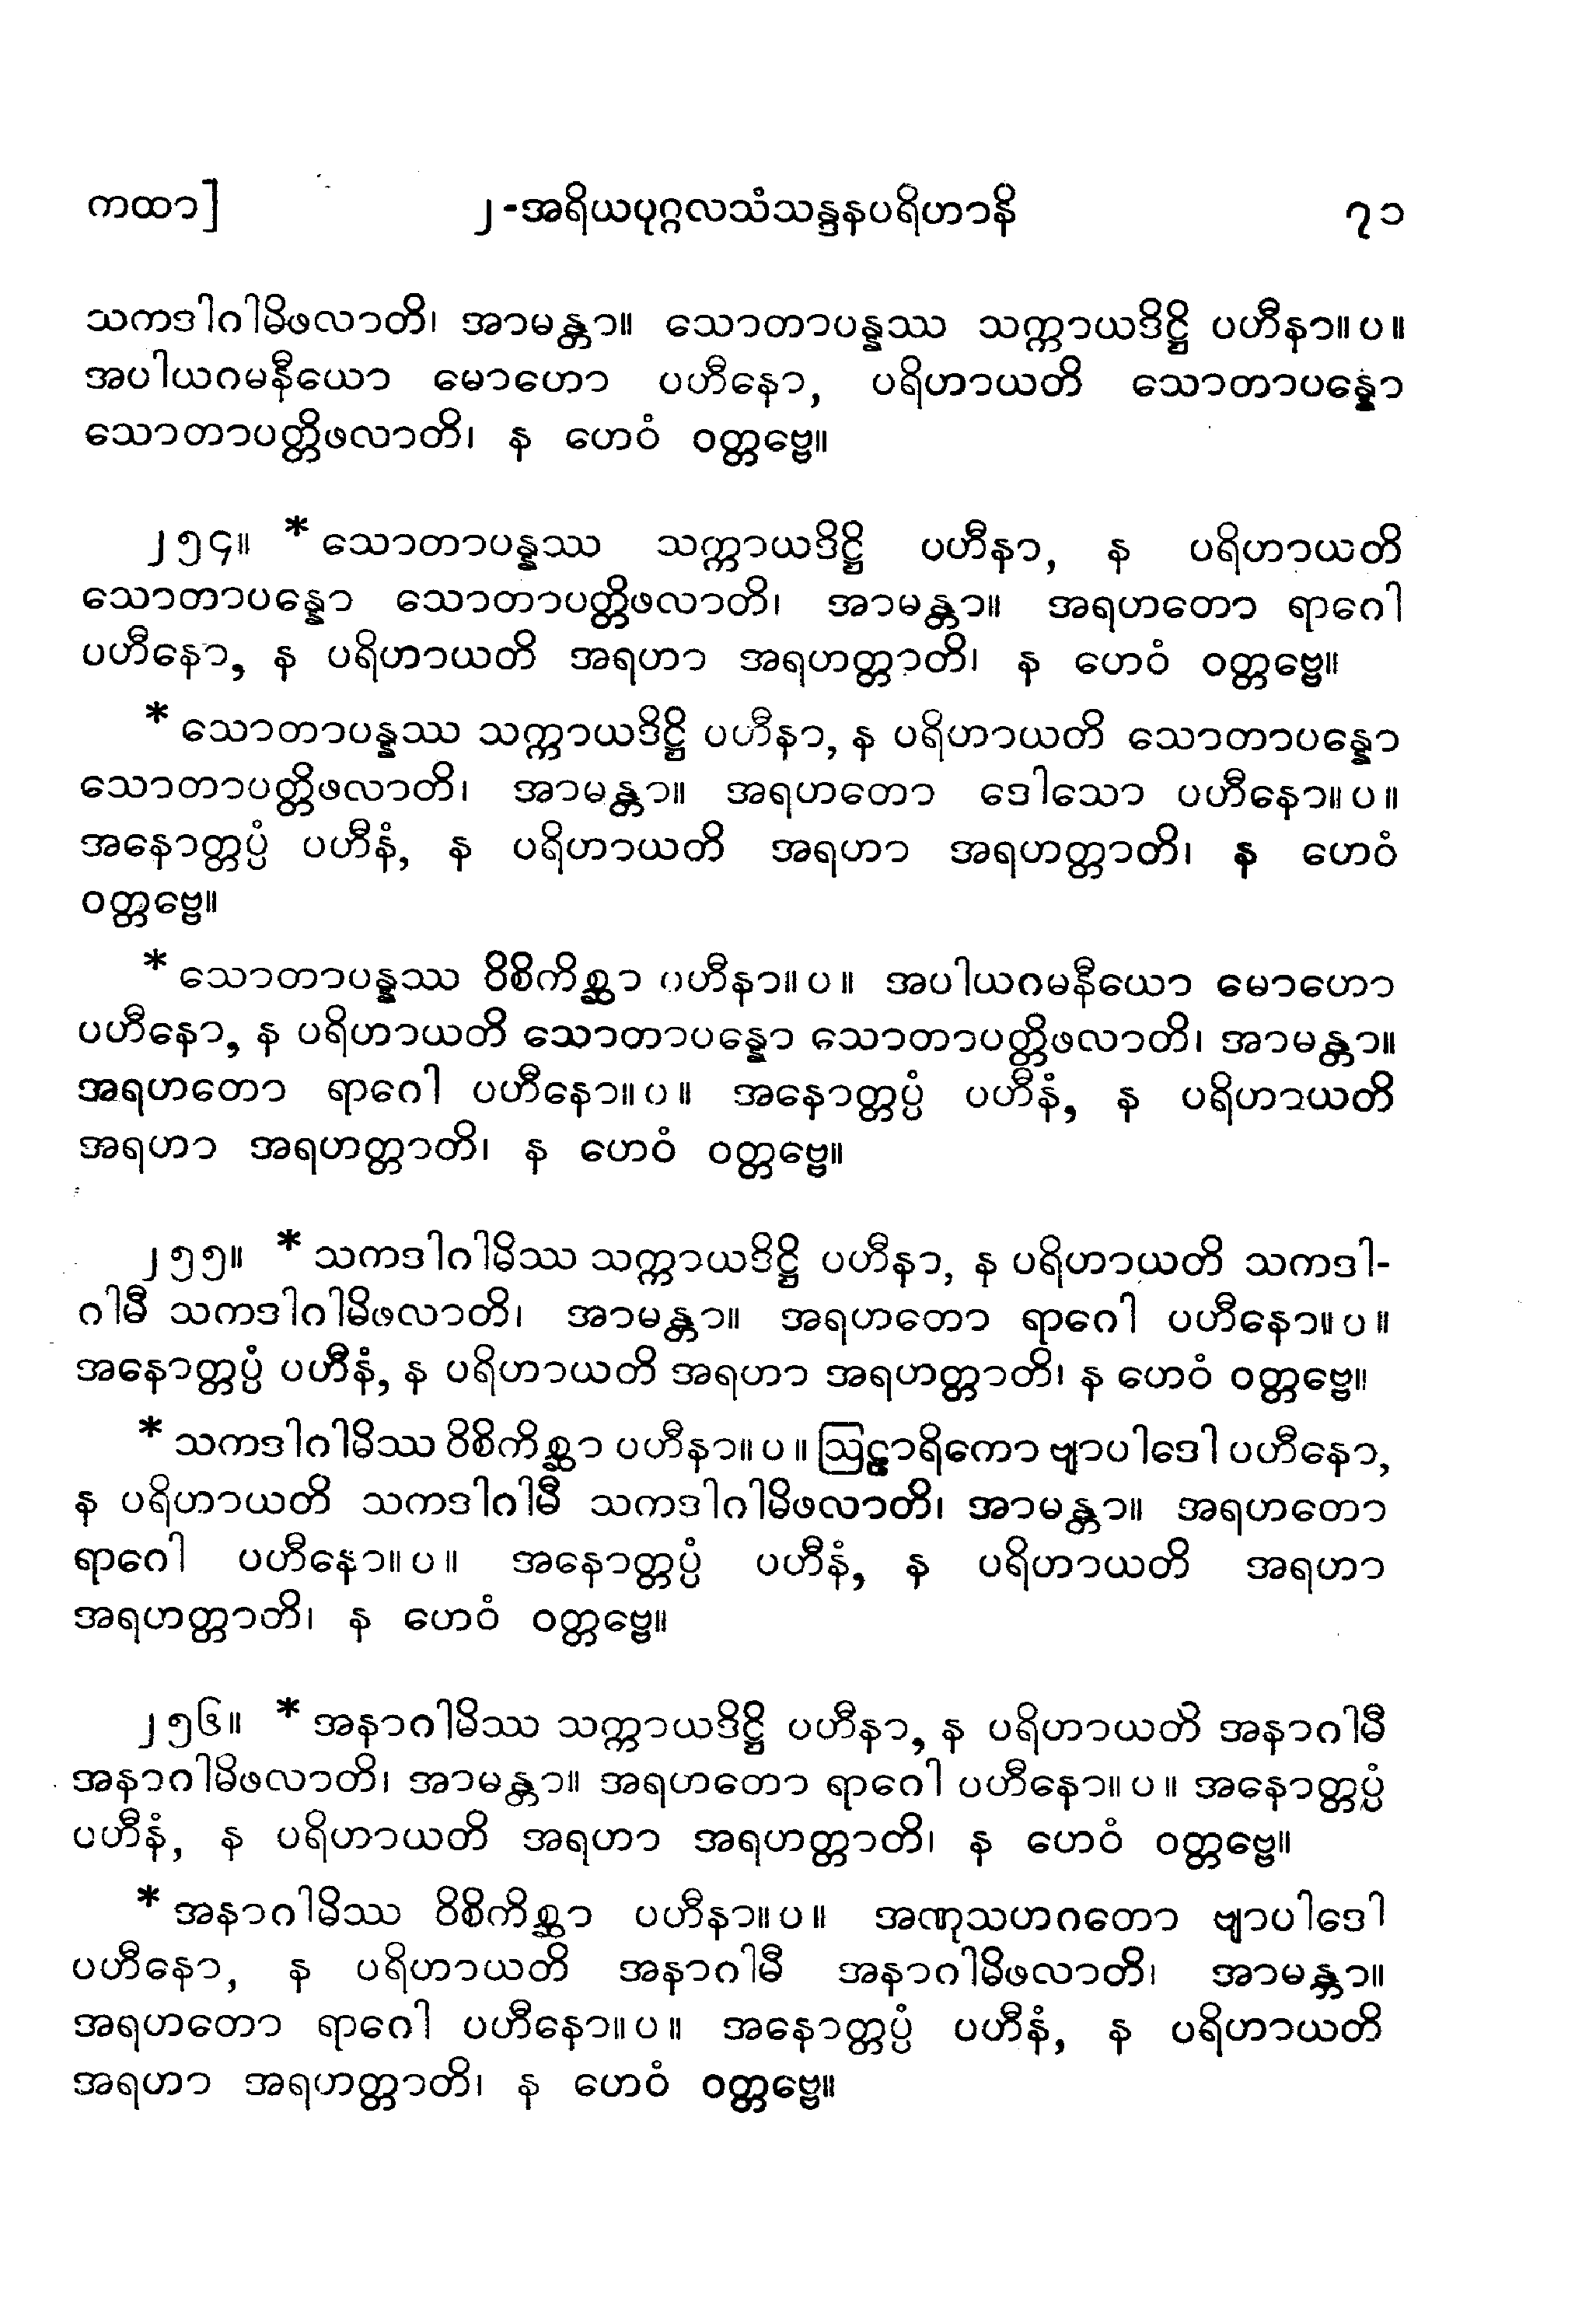 ကထာ] ၂-အရိယပုဂ္ဂလသံသန္ဒနပရိဟာနိ ၇၁
သကဒါဂါမိဖလာတိ၊ အာမန္တာ။ သောတာပန္နဿ သက္ကာယဒိဋ္ဌိ ပဟီနာ။ပ။
အပါယဂမနီယော မောဟော ပဟီနော, ပရိဟာယတိ သောတာပန္နော
သောတာပတ္တိဖလာတိ၊ န ဟေဝံ ဝတ္တဗ္ဗေ။
၂၅၄။ * သောတာပန္နဿ သက္ကာယဒိဋ္ဌိ ပဟီနာ, န ပရိဟာယတိ
သောတာပန္နော သောတာပတ္တိဖလာတိ၊ အာမန္တာ။ အရဟတော ရာဂေါ
ပဟီနော, န ပရိဟာယတိ အရဟာ အရဟတ္တာတိ၊ န ဟေဝံ ဝတ္တဗ္ဗေ။
* သောတာပန္နဿ သက္ကာယဒိဋ္ဌိ ပဟီနာ, န ပရိဟာယတိ သောတာပန္နော
သောတာပတ္တိဖလာတိ၊ အာမန္တာ။ အရဟတော ဒေါသော ပဟီနော။ပ။
အနောတ္တပ္ပံ ပဟီနံ, န ပရိဟာယတိ အရဟာ အရဟတ္တာတိ၊ န ဟေဝံ
ဝတ္တဗ္ဗေ။
* သောတာပန္နဿ ဝိစိကိစ္ဆာ ပဟီနာ။ပ။ အပါယဂမနီယော မောဟော
ပဟီနော, န ပရိဟာယတိ သောတာပန္နော သောတာပတ္တိဖလာတိ၊ အာမန္တာ။
အရဟတော ရာဂေါ ပဟီနော။ပ။ အနောတ္တပ္ပံ ပဟီနံ, န ပရိဟာယတိ
အရဟာ အရဟတ္တာတိ၊ န ဟေဝံ ဝတ္တဗ္ဗေ။
၂၅၅။ * သကဒါဂါမိဿ သက္ကာယဒိဋ္ဌိ ပဟီနာ, န ပရိဟာယတိ သကဒါ-
ဂါမီ သကဒါဂါမိဖလာတိ၊ အာမန္တာ။ အရဟတော ရာဂေါ ပဟီနော။ပ။
အနောတ္တပ္ပံ ပဟီနံ, န ပရိဟာယတိ အရဟာ အရဟတ္တာတိ၊ န ဟေဝံ ဝတ္တဗ္ဗေ။
* သကဒါဂါမိဿ ဝိစိကိစ္ဆာ ပဟီနာ။ပ။ ဩဠာရိကော ဗျာပါဒေါ ပဟီနော,
န ပရိဟာယတိ သကဒါဂါမီ သကဒါဂါမိဖလာတိ၊ အာမန္တာ။ အရဟတော
ရာဂေါ ပဟီနော။ပ။ အနောတ္တပ္ပံ ပဟီနံ, န ပရိဟာယတိ အရဟာ
အရဟတ္တာတိ၊ န ဟေဝံ ဝတ္တဗ္ဗေ။
၂၅၆။ * အနာဂါမိဿ သက္ကာယဒိဋ္ဌိ ပဟီနာ, န ပရိဟာယတိ အနာဂါမီ
အနာဂါမိဖလာတိ၊ အာမန္တာ။ အရဟတော ရာဂေါ ပဟီနော။ပ။ အနောတ္တပ္ပံ
ပဟီနံ, န ပရိဟာယတိ အရဟာ အရဟတ္တာတိ၊ န ဟေဝံ ဝတ္တဗ္ဗေ။
* အနာဂါမိဿ ဝိစိကိစ္ဆာ ပဟီနာ။ပ။ အဏုသဟဂတော ဗျာပါဒေါ
ပဟီနော, န ပရိဟာယတိ အနာဂါမီ အနာဂါမိဖလာတိ၊ အာမန္တာ။
အရဟတော ရာဂေါ ပဟီနော။ပ။ အနောတ္တပ္ပံ ပဟီနံ, န ပရိဟာယတိ
အရဟာ အရဟတ္တာတိ၊ န ဟေဝံ ဝတ္တဗ္ဗေ။